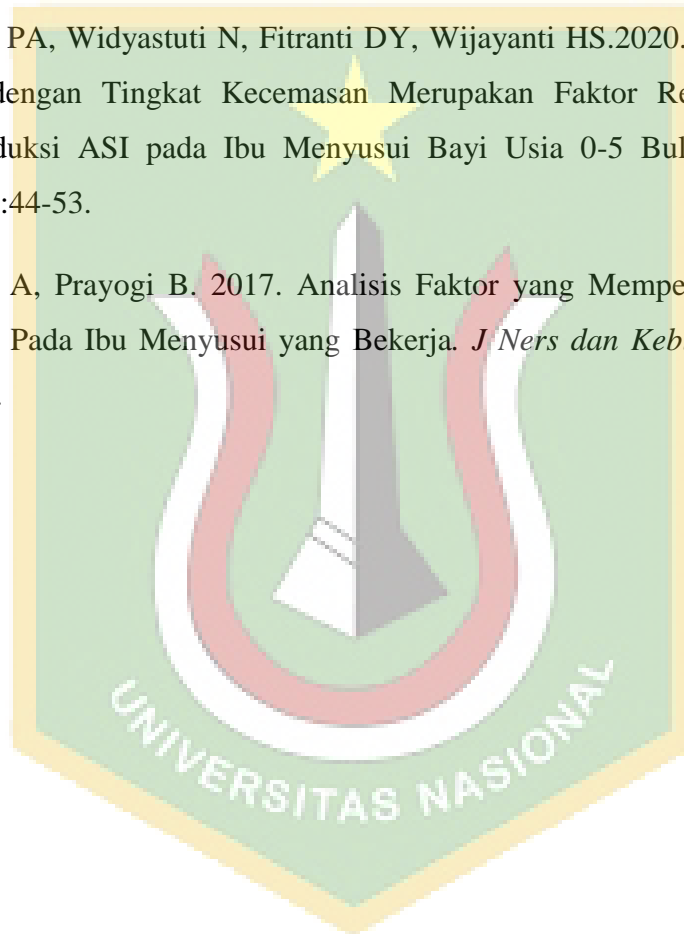 PA, Widyastuti N, Fitranti DY, Wijayanti HS.2020.
dengan Tingkat Kecemasan Merupakan Faktor Re
duksi ASI pada Ibu Menyusui Bayi Usia 0-5 Bul
:44-53.
A, Prayogi B. 2017. Analisis Faktor yang Mempe
Pada Ibu Menyusui yang Bekerja. J Ners dan Keb
.
UNIVERSITAS NASIONAL